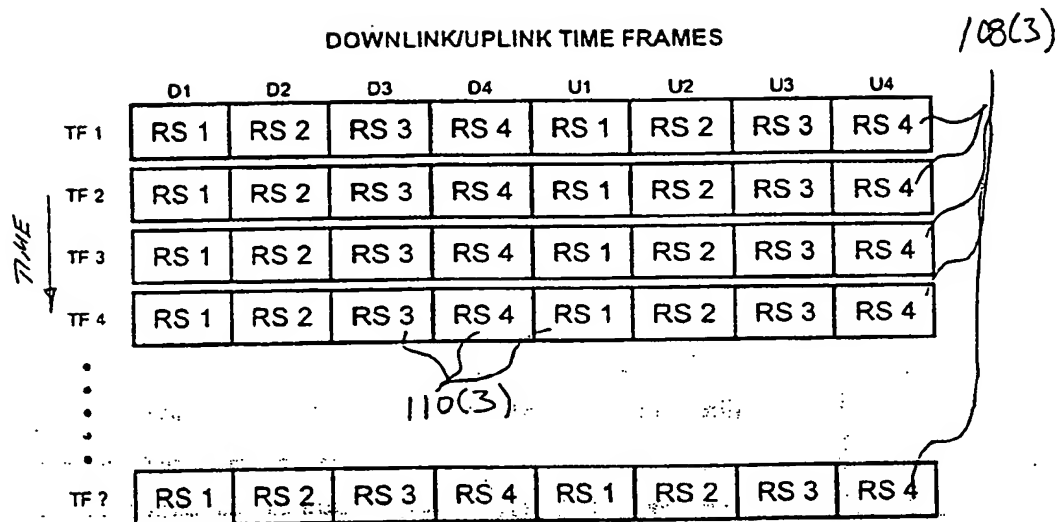 108(3)
DOWNLINK/UPLINK TIME FRAMES
D1 D2 D3 D4 U1 U2 U3 U4
TF 1 RS 1 RS 2 RS 3 RS 4 RS 1 RS 2 RS 3 RS 4
TF 2 RS 1 RS 2 RS 3 RS 4 RS 1 RS 2 RS 3 RS 4
TIME
TF 3 RS 1 RS 2 RS 3 RS 4 RS 1 RS 2 RS 3 RS 4
TF 4 RS 1 RS 2 RS 3 RS 4 RS 1 RS 2 RS 3 RS 4
110(3)
TF ? RS 1 RS 2 RS 3 RS 4 RS 1 RS 2 RS 3 RS 4